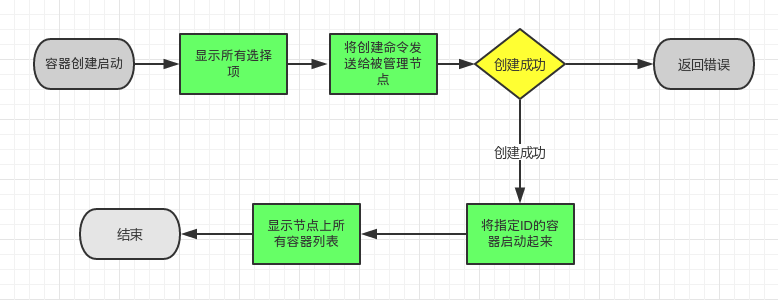 容器创建启动
显示所有选择
项
将创建命令发
送给被管理节
点
创建成功
返回错误
创建成功
将指定ID的容
器启动起来
显示节点上所
有容器列表
结束